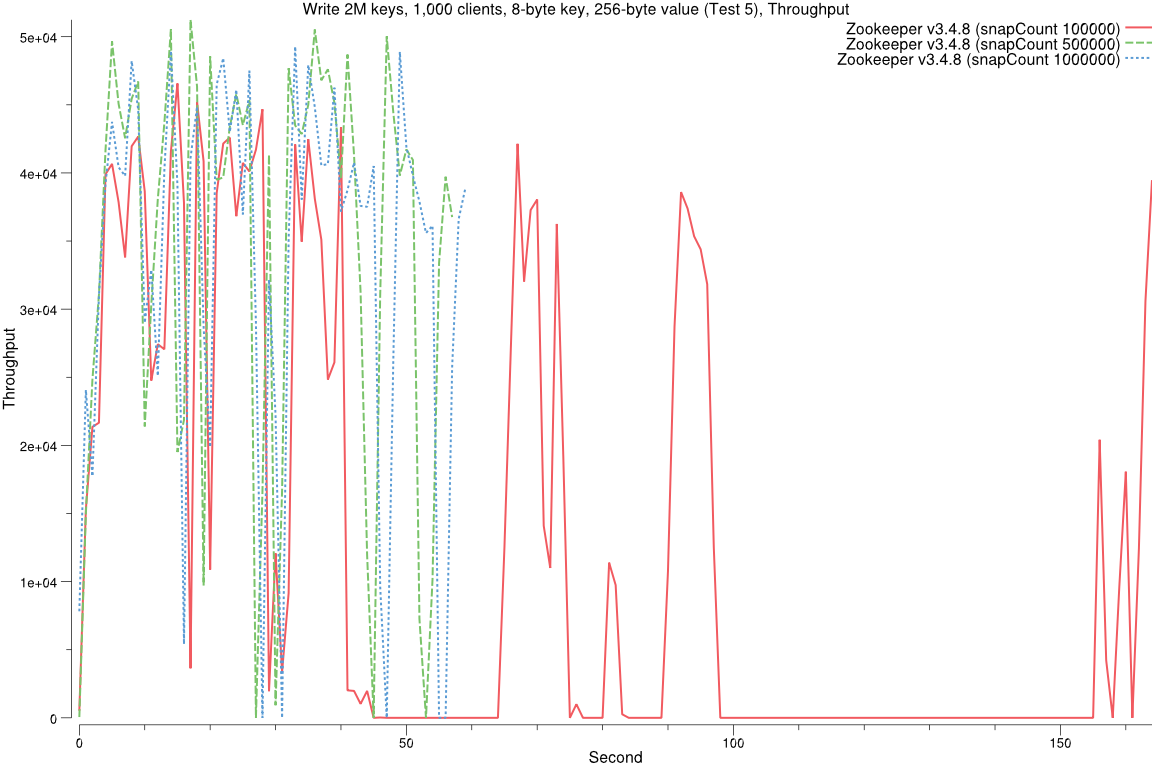 Write 2M keys, 1,000 clients, 8-byte key, 256-byte value (Test 5), Throughput
Zookeeper v3.4.8 (snapCount 100000)
Zookeeper v3.4.8 (snapCount 500000)
Zookeeper v3.4.8 (snapCount 1000000)
5e+04
4e+04
3e+04
2e+04
1e+04
0
Throughput
0 50 100 150
Second